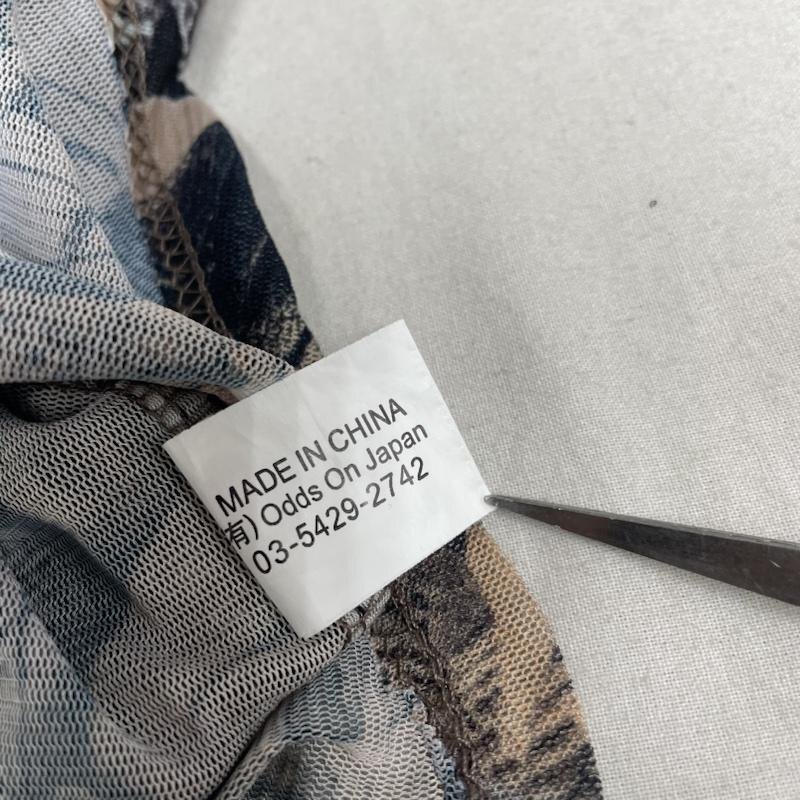 MADE IN CHINA
有) Odds On Japan
03-5429-2742